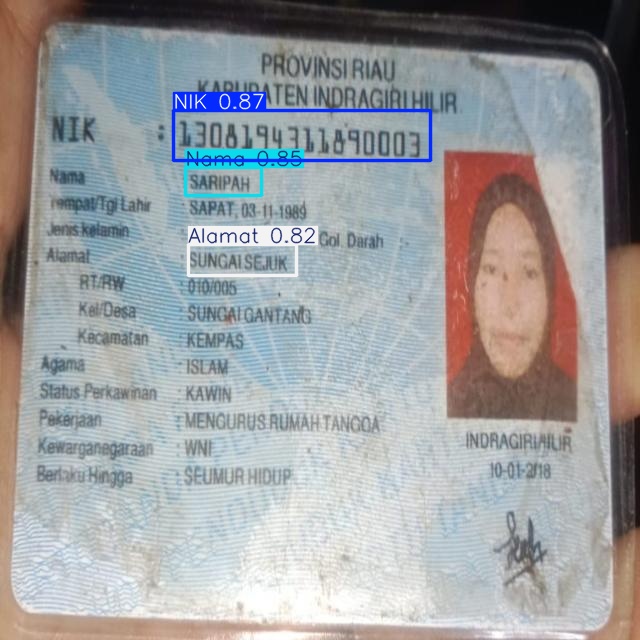 PROVINSI RIAU
KABUPATEN INDRAGIRI HILIR
NIK 0.87
NIK : 1308194311890003
Nama 0.85
Nama SARIPAH
Tempat/Tgl Lahir SAPAT, 03-11-1989
Jenis kelamin Gol. Darah :
Alamat 0.82
Alamat SUNGAI SEJUK
RT/RW : 010/005
Kel/Desa : SUNGAI GANTANG
Kecamatan : KEMPAS
Agama : ISLAM
Status Perkawinan : KAWIN
Pekerjaan : MENGURUS RUMAH TANGGA
Kewarganegaraan : WNI
Berlaku Hingga : SEUMUR HIDUP
INDRAGIRI HILIR